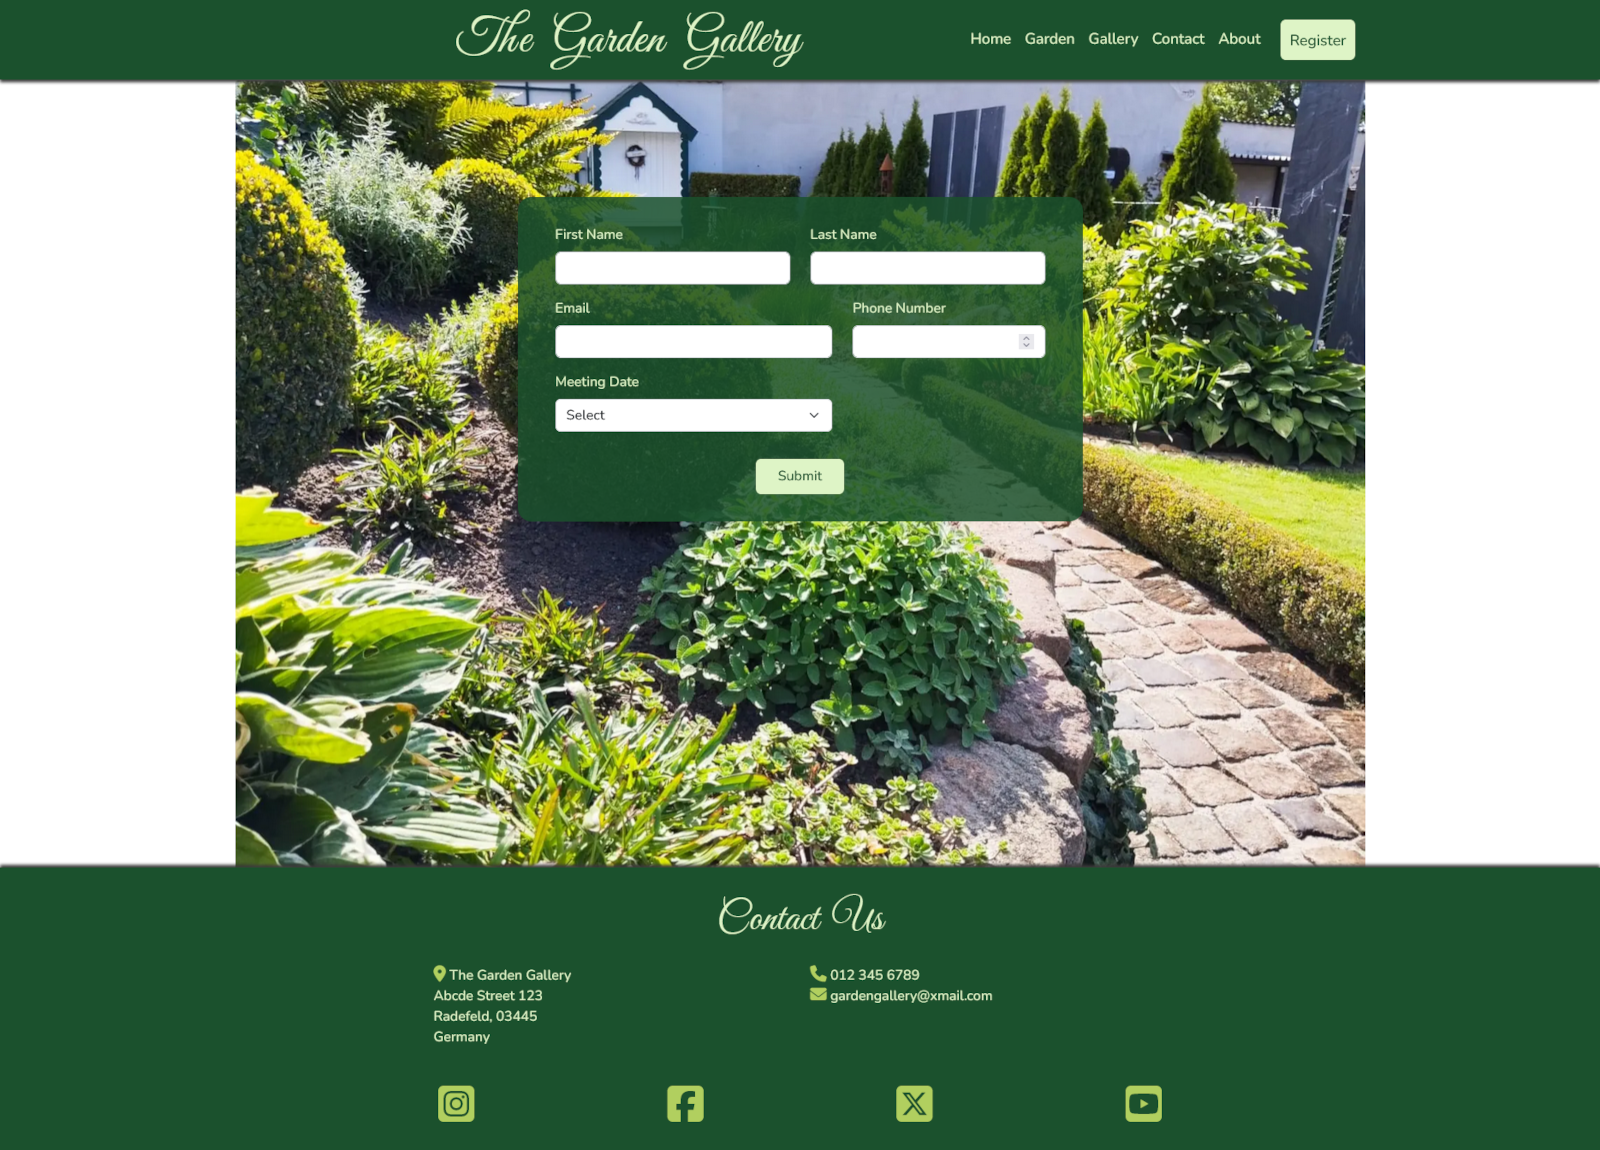 The Garden Gallery
Home Garden Gallery Contact About Register
First Name Last Name
Email Phone Number
Meeting Date
Select
Submit
Contact Us
The Garden Gallery
Abcde Street 123
Radefeld, 03445
Germany
012 345 6789
gardengallery@xmail.com